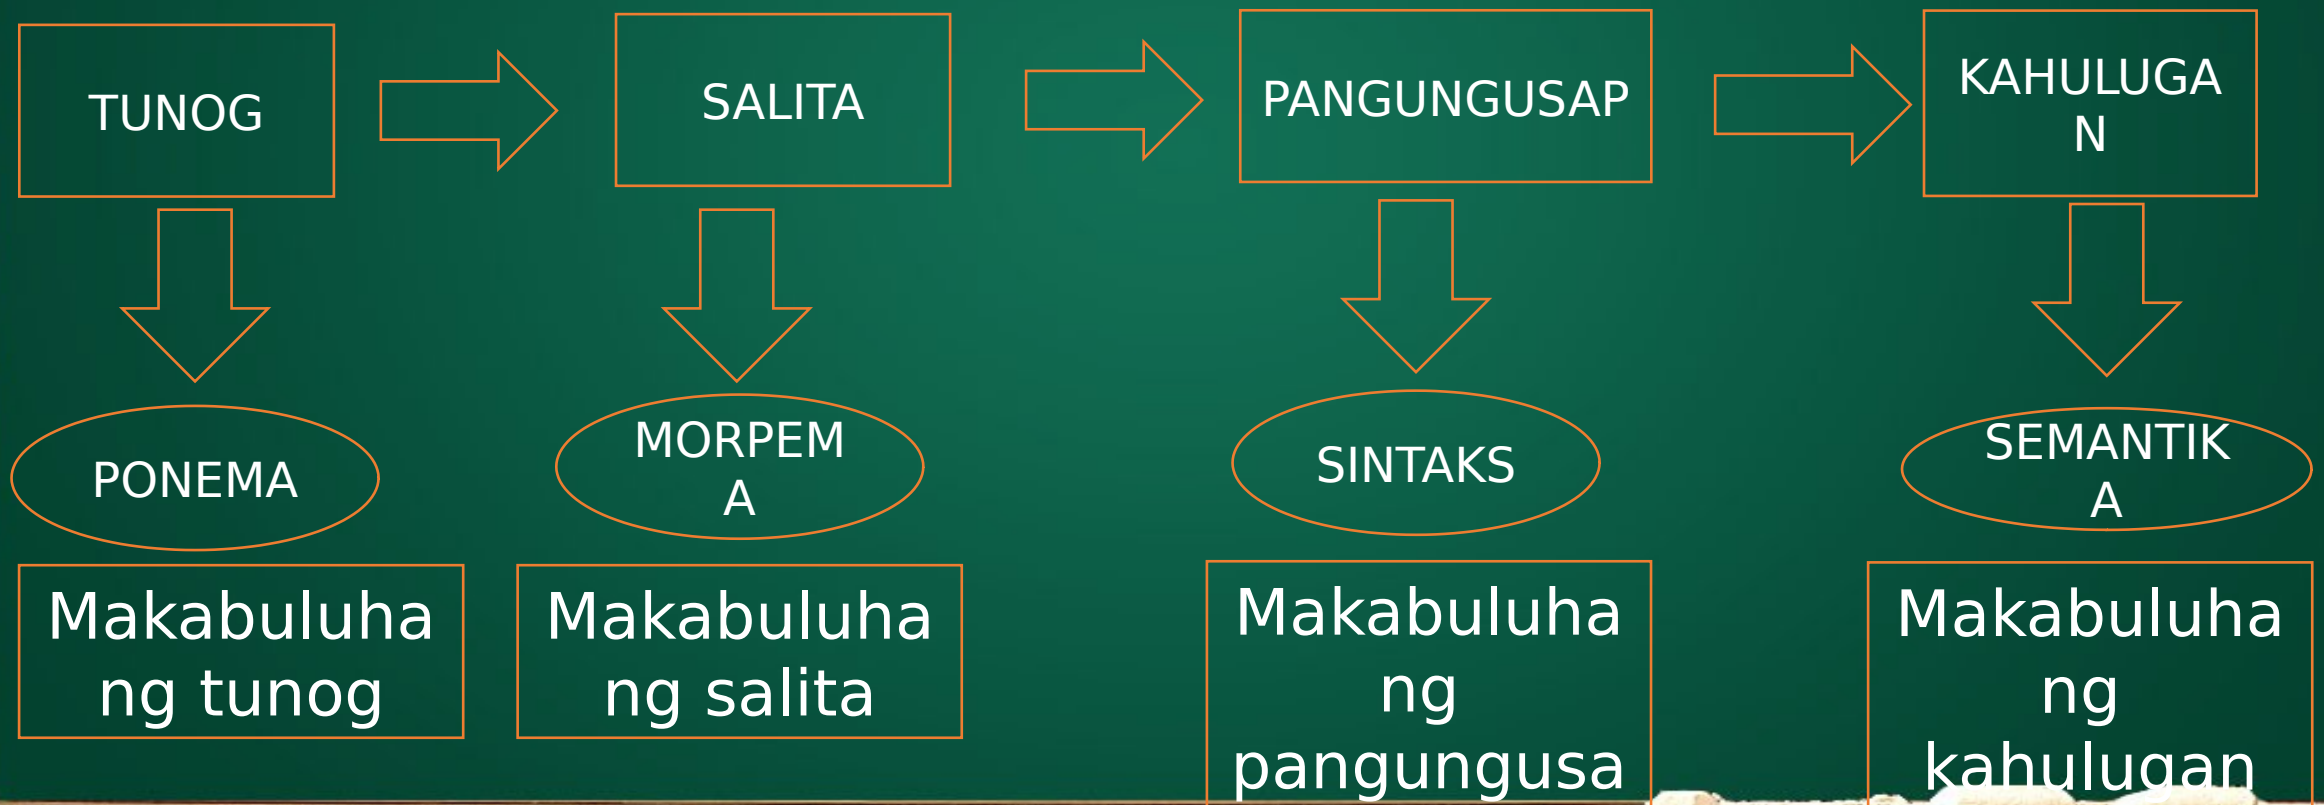 TUNOG
SALITA
PANGUNGUSAP
KAHULUGA
N
PONEMA
MORPEM
A
SINTAKS
SEMANTIK
A
Makabuluha
ng tunog
Makabuluha
ng salita
Makabuluha
ng
pangungusa
Makabuluha
ng
kahulugan